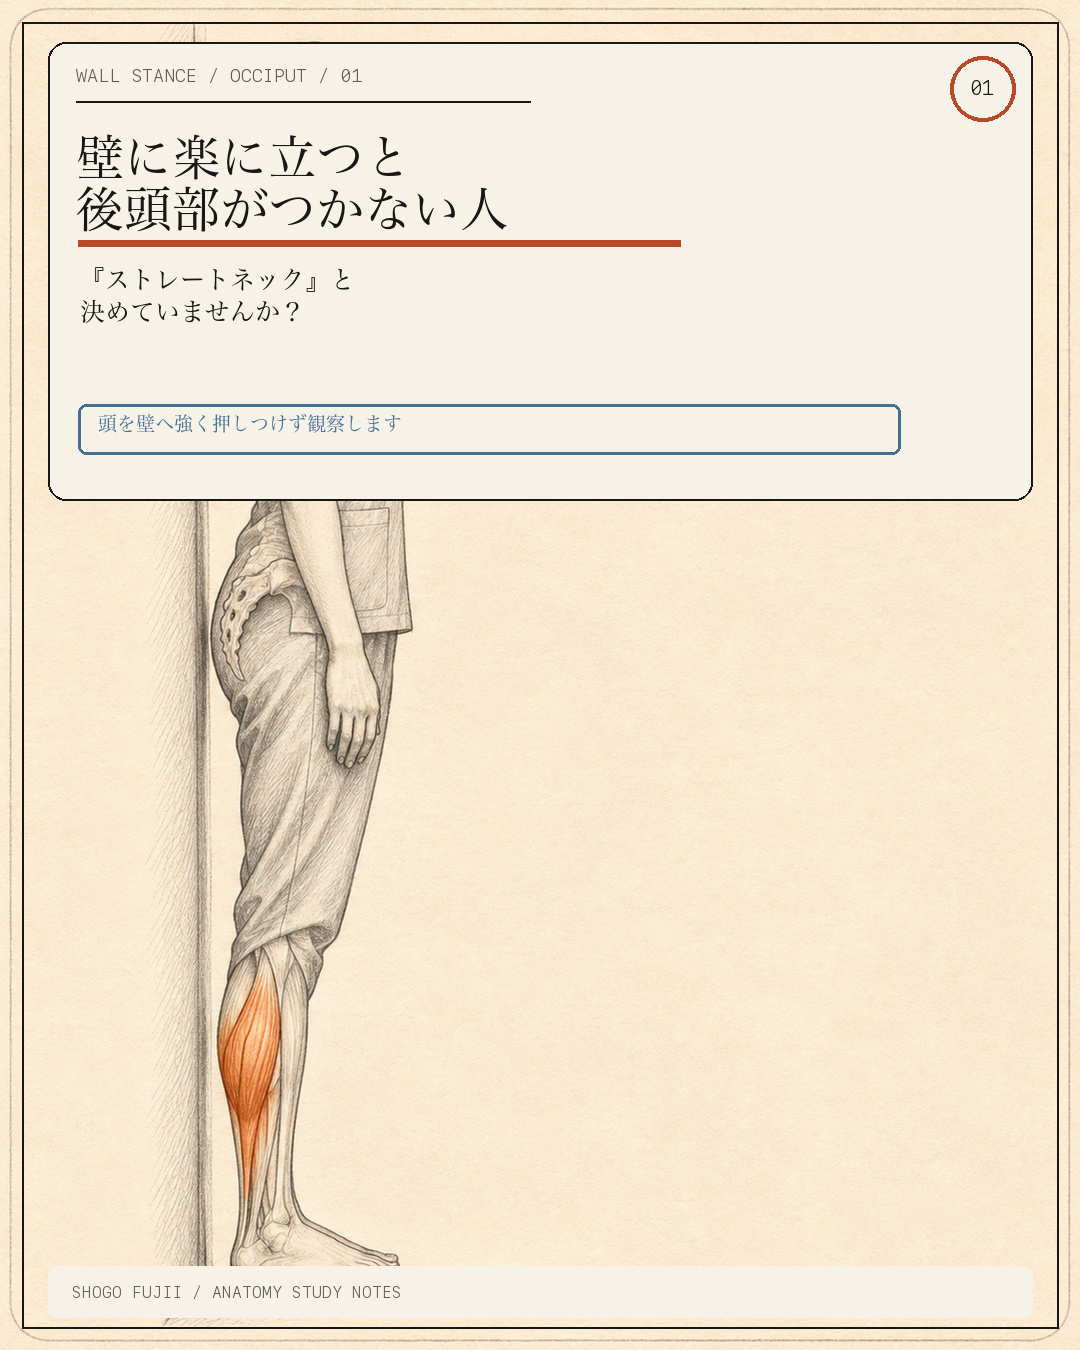 WALL STANCE / OCCIPUT / 01
01
壁に楽に立つと
後頭部がつかない人
『ストレートネック』と
決めていませんか？
頭を壁へ強く押しつけず観察します
SHOGO FUJII / ANATOMY STUDY NOTES